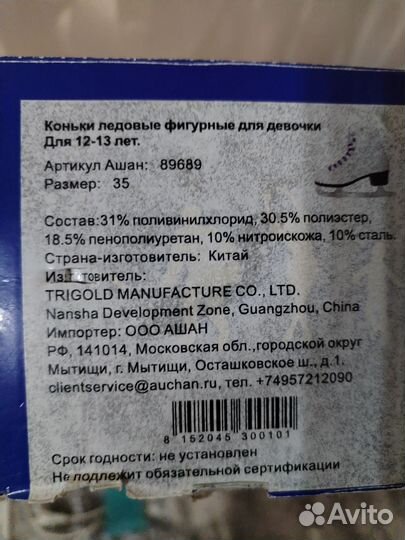 Коньки ледовые фигурные для девочки
Для 12-13 лет.
Артикул Ашан: 89689
Размер: 35
Состав:31% поливинилхлорид, 30.5% полиэстер,
18.5% пенополиуретан, 10% нитроискожа, 10% сталь.
Страна-изготовитель: Китай
Изготовитель:
TRIGOLD MANUFACTURE CO., LTD.
Nansha Development Zone, Guangzhou, China
Импортер: ООО АШАН
РФ, 141014, Московская обл.,городской округ
Мытищи, г. Мытищи, Осташковское ш., д.1.
clientservice@auchan.ru, тел. +74957212090
8 152045 300101
Срок годности: не установлен
Не подлежит обязательной сертификации
Avito